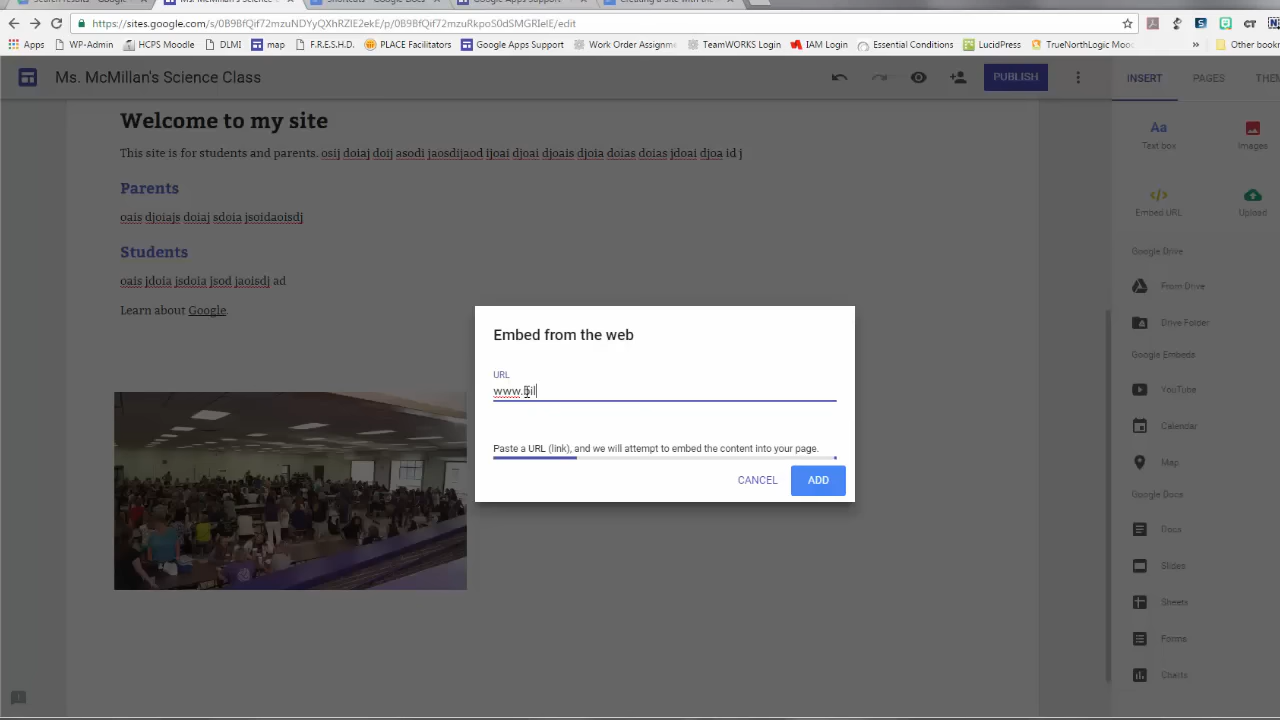 https://sites.google.com/s/0B9BfQif72mzuNDYyQXhRZlE2ekE/p/0B9BfQif72mzuRkpoS0dSMGRIelE/edit
Apps WP-Admin HCPS Moodle DLMI map F.R.E.S.H.D. PLACE Facilitators Google Apps Support Work Order Assignme TeamWORKS Login IAM Login Essential Conditions LucidPress TrueNorthLogic Moo » Other book
Ms. McMillan's Science Class PUBLISH INSERT PAGES THEM
Welcome to my site
This site is for students and parents. osij doiaj doij asodi jaosdijaod ijoai djoai djoais djoia doias doias jdoai djoa id j
Parents
oais djoiajs doiaj sdoia jsoidaoisdj
Students
oais jdoia jsdoia jsod jaoisdj ad
Learn about Google.
Embed from the web
URL
www.bil
Paste a URL (link), and we will attempt to embed the content into your page.
CANCEL ADD
Text box Images
Embed URL Upload
Google Drive
From Drive
Drive Folder
Google Embeds
YouTube
Calendar
Map
Google Docs
Docs
Slides
Sheets
Forms
Charts